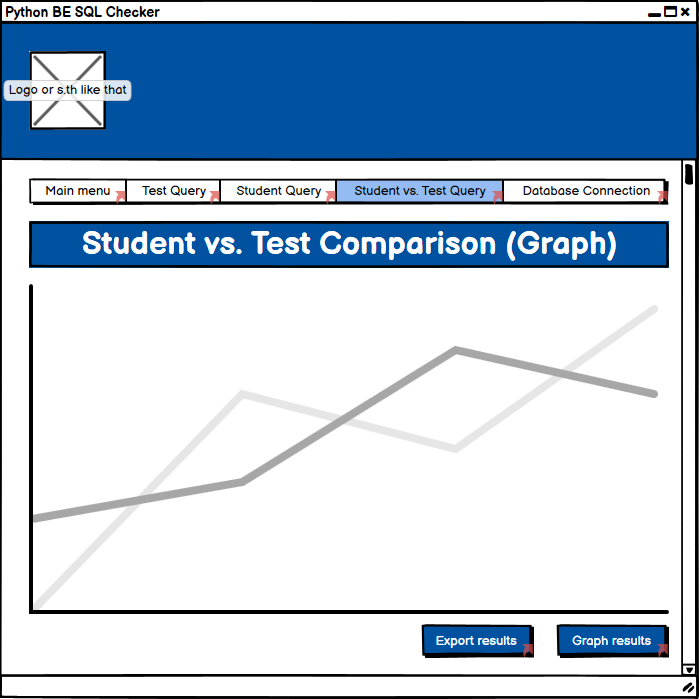 Python BE SQL Checker
Logo or s.th like that
Main menu Test Query Student Query Student vs. Test Query Database Connection
Student vs. Test Comparison (Graph)
Export results Graph results